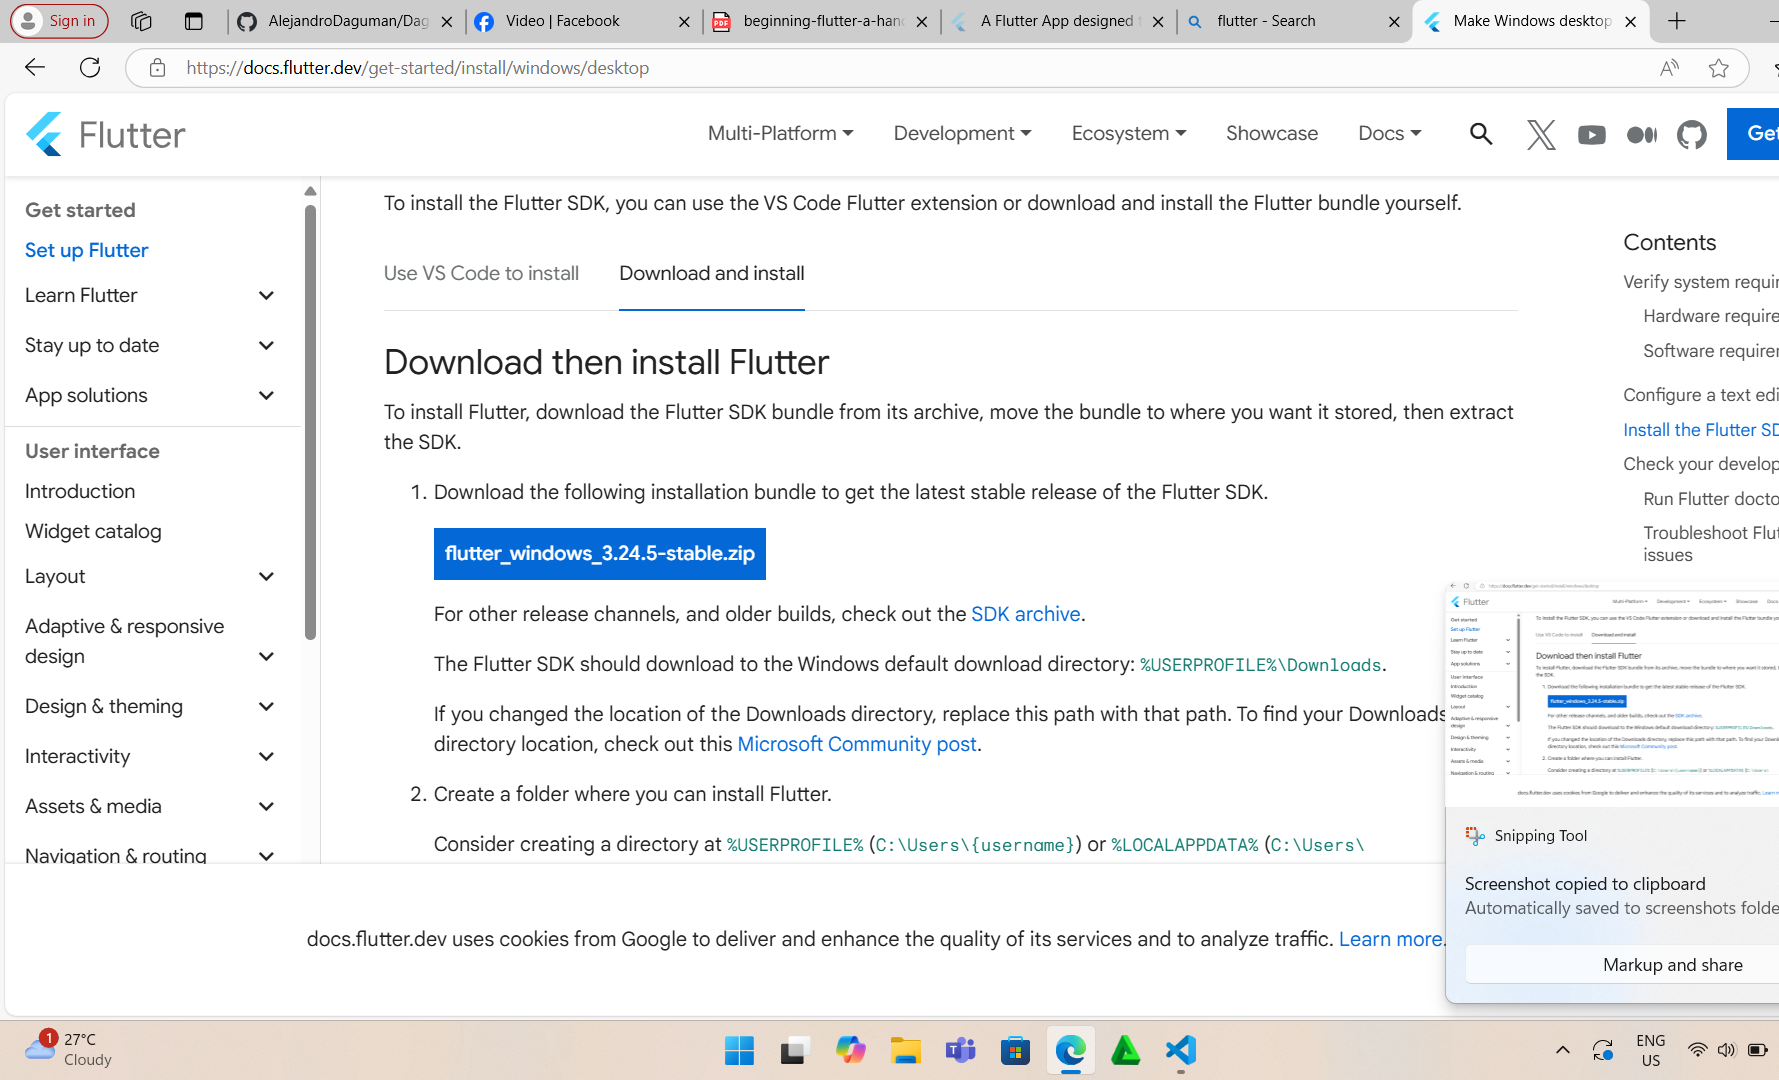 Sign in
AlejandroDaguman/Dag
Video | Facebook
beginning-flutter-a-hanc
A Flutter App designed t
flutter - Search
Make Windows desktop
https://docs.flutter.dev/get-started/install/windows/desktop
Flutter
Multi-Platform
Development
Ecosystem
Showcase
Docs
Get
Get started
Set up Flutter
Learn Flutter
Stay up to date
App solutions
User interface
Introduction
Widget catalog
Layout
Adaptive & responsive
design
Design & theming
Interactivity
Assets & media
Navigation & routing
To install the Flutter SDK, you can use the VS Code Flutter extension or download and install the Flutter bundle yourself.
Use VS Code to install
Download and install
Download then install Flutter
To install Flutter, download the Flutter SDK bundle from its archive, move the bundle to where you want it stored, then extract
the SDK.
1. Download the following installation bundle to get the latest stable release of the Flutter SDK.
flutter_windows_3.24.5-stable.zip
For other release channels, and older builds, check out the SDK archive.
The Flutter SDK should download to the Windows default download directory: %USERPROFILE%\Downloads.
If you changed the location of the Downloads directory, replace this path with that path. To find your Downloads
directory location, check out this Microsoft Community post.
2. Create a folder where you can install Flutter.
Consider creating a directory at %USERPROFILE% (C:\Users\{username}) or %LOCALAPPDATA% (C:\Users\
Contents
Verify system requir
Hardware require
Software requirer
Configure a text edi
Install the Flutter SD
Check your develop
Run Flutter docto
Troubleshoot Flut
issues
docs.flutter.dev uses cookies from Google to deliver and enhance the quality of its services and to analyze traffic. Learn more.
Snipping Tool
Screenshot copied to clipboard
Automatically saved to screenshots folde
Markup and share
1
27°C
Cloudy
ENG
US